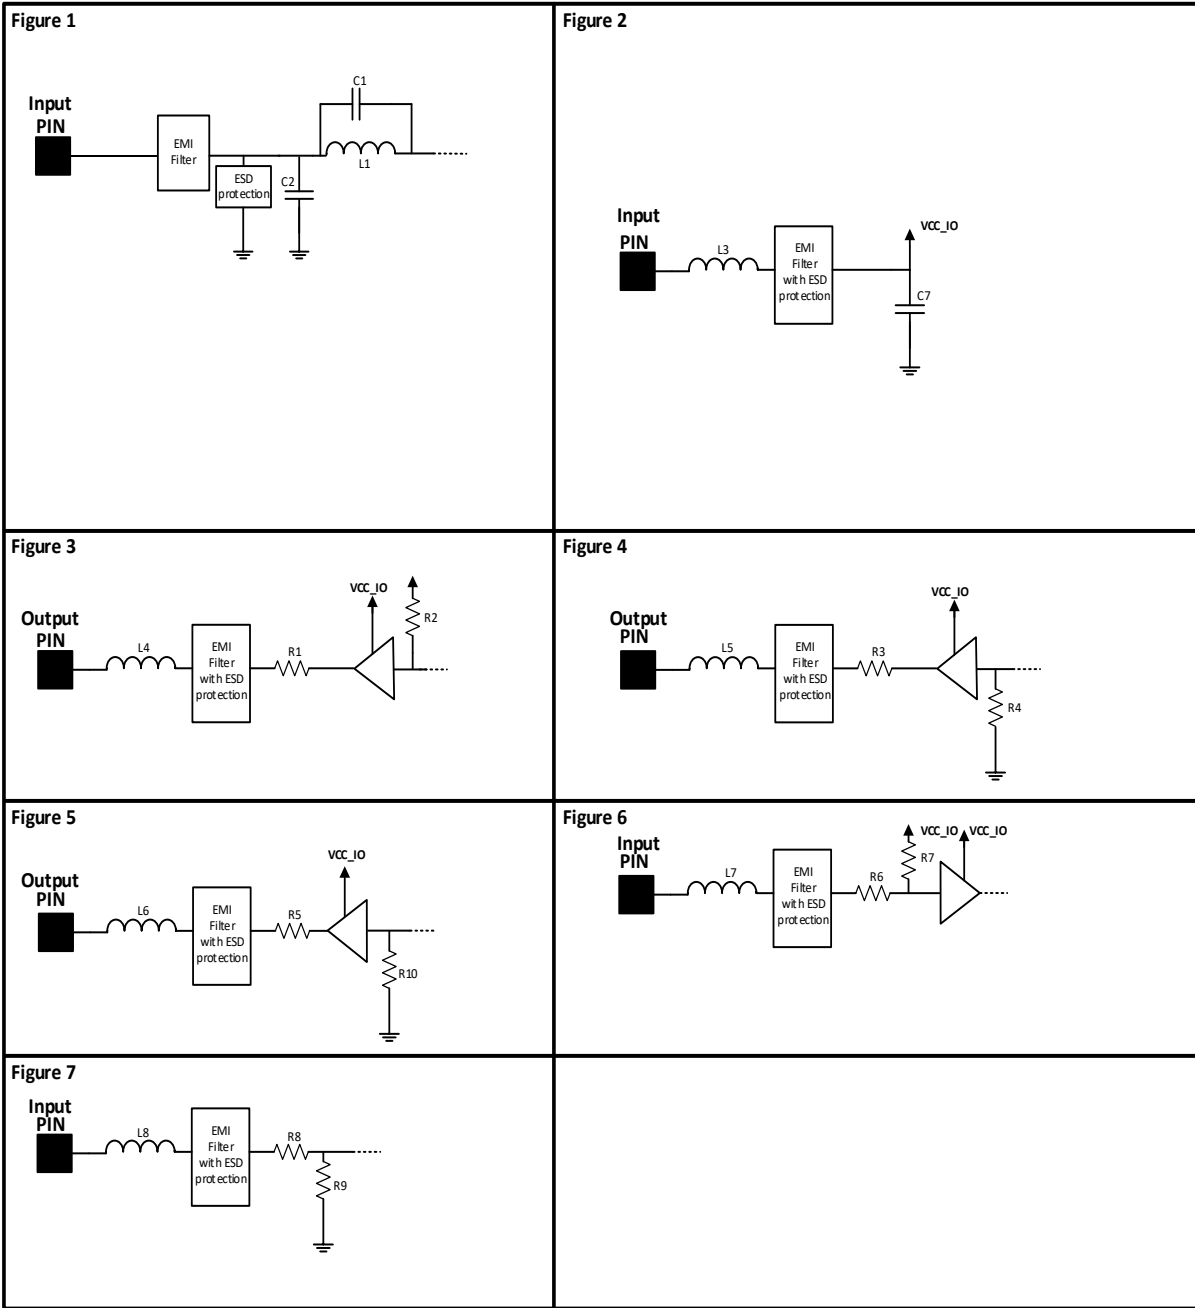 Figure 1
Input
PIN
EMI
Filter
ESD
protection
C2
C1
L1
Figure 2
Input
PIN
L3
EMI
Filter
with ESD
protection
VCC_IO
C7
Figure 3
Output
PIN
L4
EMI
Filter
with ESD
protection
R1
VCC_IO
R2
Figure 4
Output
PIN
L5
EMI
Filter
with ESD
protection
R3
VCC_IO
R4
Figure 5
Output
PIN
L6
EMI
Filter
with ESD
protection
R5
VCC_IO
R10
Figure 6
Input
PIN
L7
EMI
Filter
with ESD
protection
R6
VCC_IO
R7
VCC_IO
Figure 7
Input
PIN
L8
EMI
Filter
with ESD
protection
R8
R9